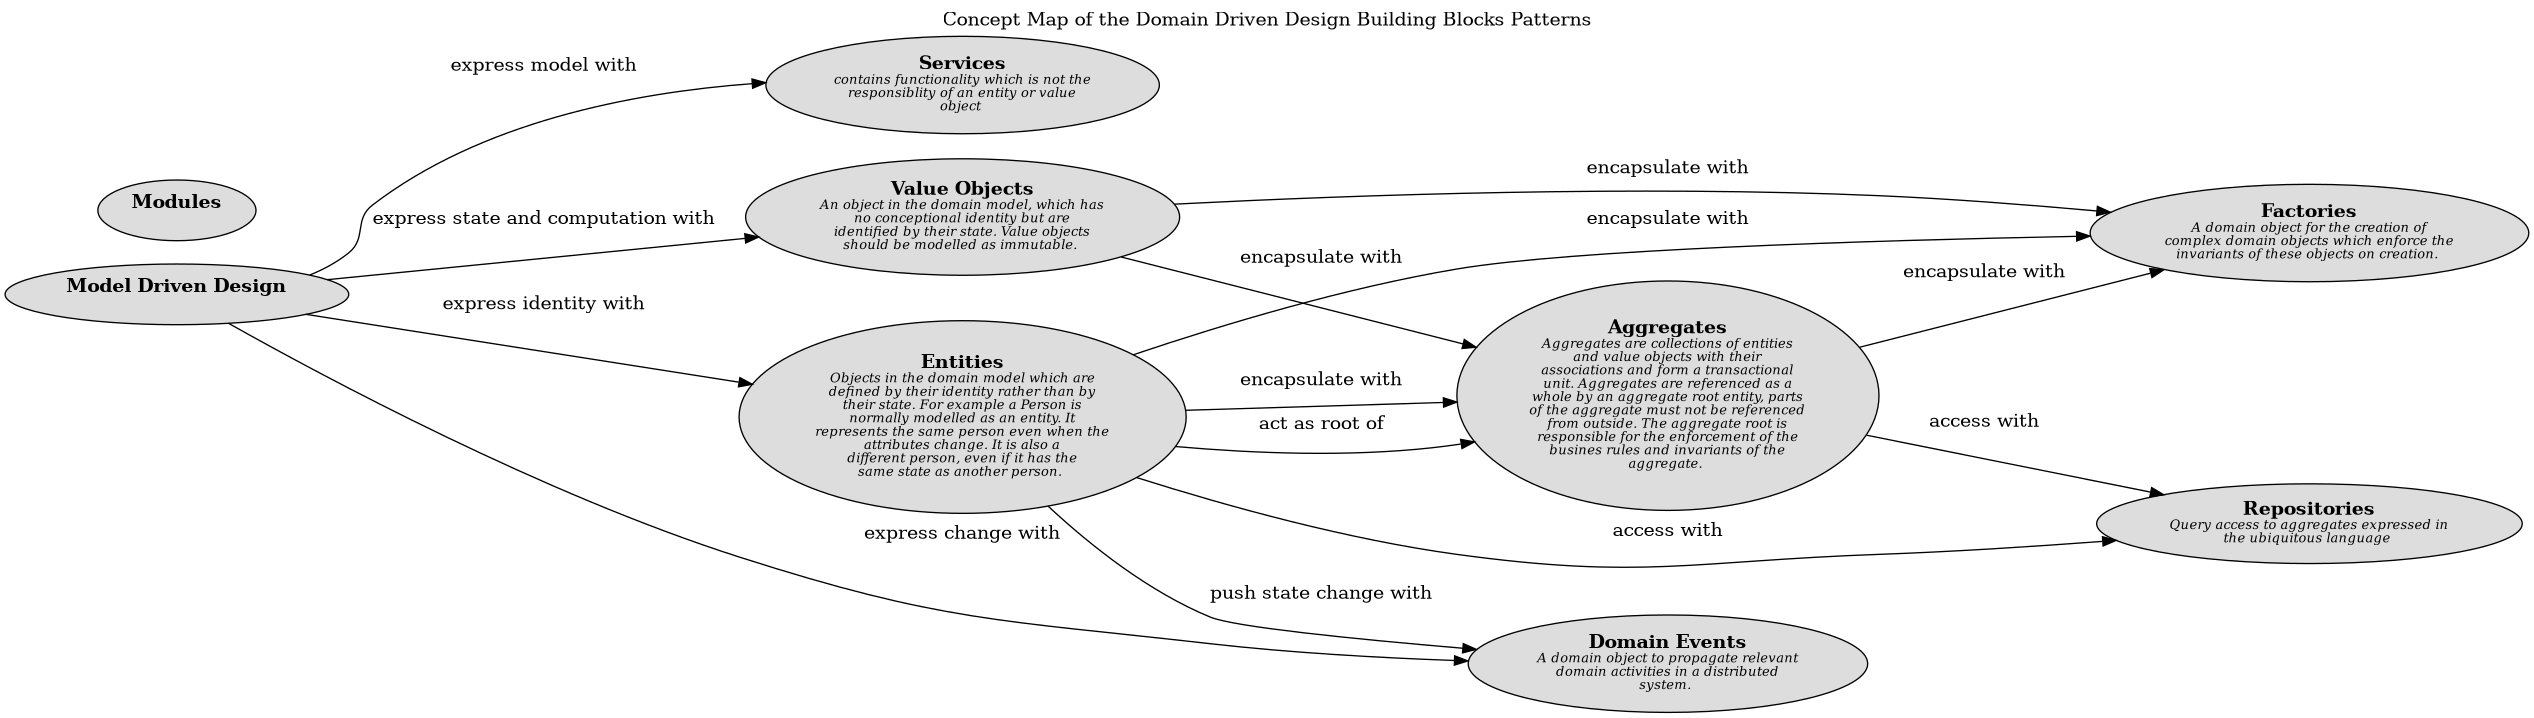 Concept Map of the Domain Driven Design Building Blocks Patterns
express model with
Services
contains functionality which is not the
responsiblity of an entity or value
object
Modules
express state and computation with
Value Objects
An object in the domain model, which has
no conceptional identity but are
identified by their state. Value objects
should be modelled as immutable.
encapsulate with
encapsulate with
encapsulate with
Factories
A domain object for the creation of
complex domain objects which enforce the
invariants of these objects on creation.
encapsulate with
Model Driven Design
express identity with
Entities
Objects in the domain model which are
defined by their identity rather than by
their state. For example a Person is
normally modelled as an entity. It
represents the same person even when the
attributes change. It is also a
different person, even if it has the
same state as another person.
encapsulate with
act as root of
Aggregates
Aggregates are collections of entities
and value objects with their
associations and form a transactional
unit. Aggregates are referenced as a
whole by an aggregate root entity, parts
of the aggregate must not be referenced
from outside. The aggregate root is
responsible for the enforcement of the
busines rules and invariants of the
aggregate.
access with
access with
Repositories
Query access to aggregates expressed in
the ubiquitous language
express change with
push state change with
Domain Events
A domain object to propagate relevant
domain activities in a distributed
system.